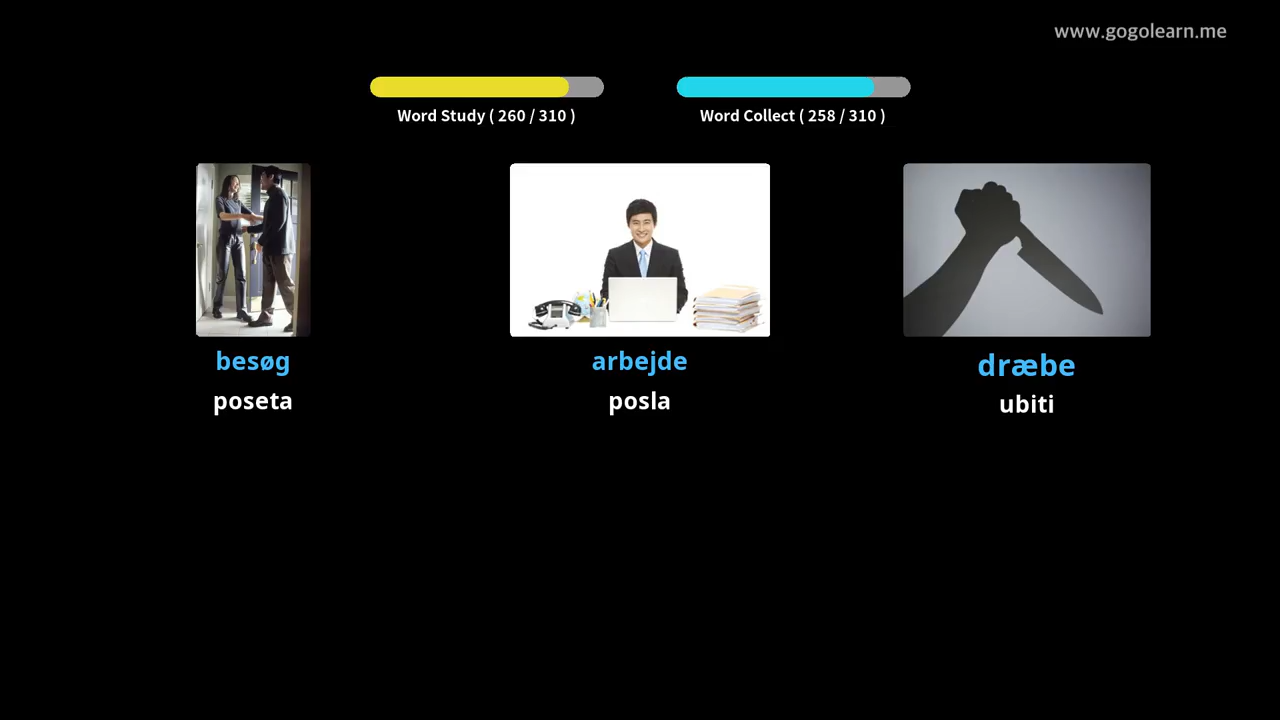 www.gogolearn.me
Word Study ( 260 / 310 )
Word Collect ( 258 / 310 )
besøg
poseta
arbejde
posla
dræbe
ubiti